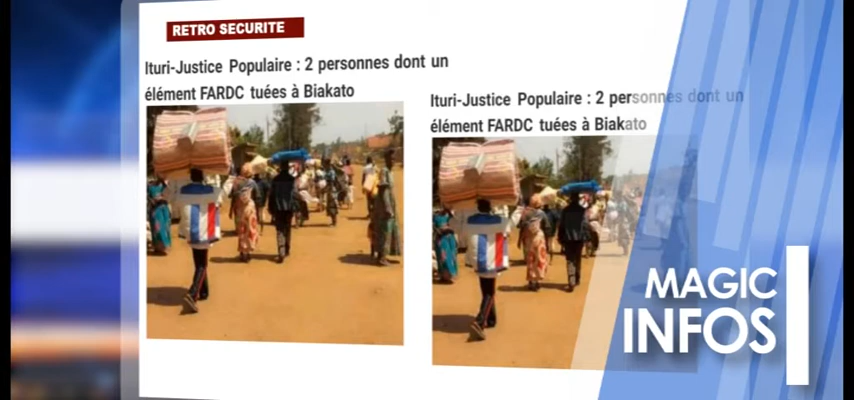 RETRO SECURITE
Ituri-Justice Populaire : 2 personnes dont un
élément FARDC tuées à Biakato
Ituri-Justice Populaire : 2 personnes dont un
élément FARDC tuées à Biakato
MAGIC
INFOS